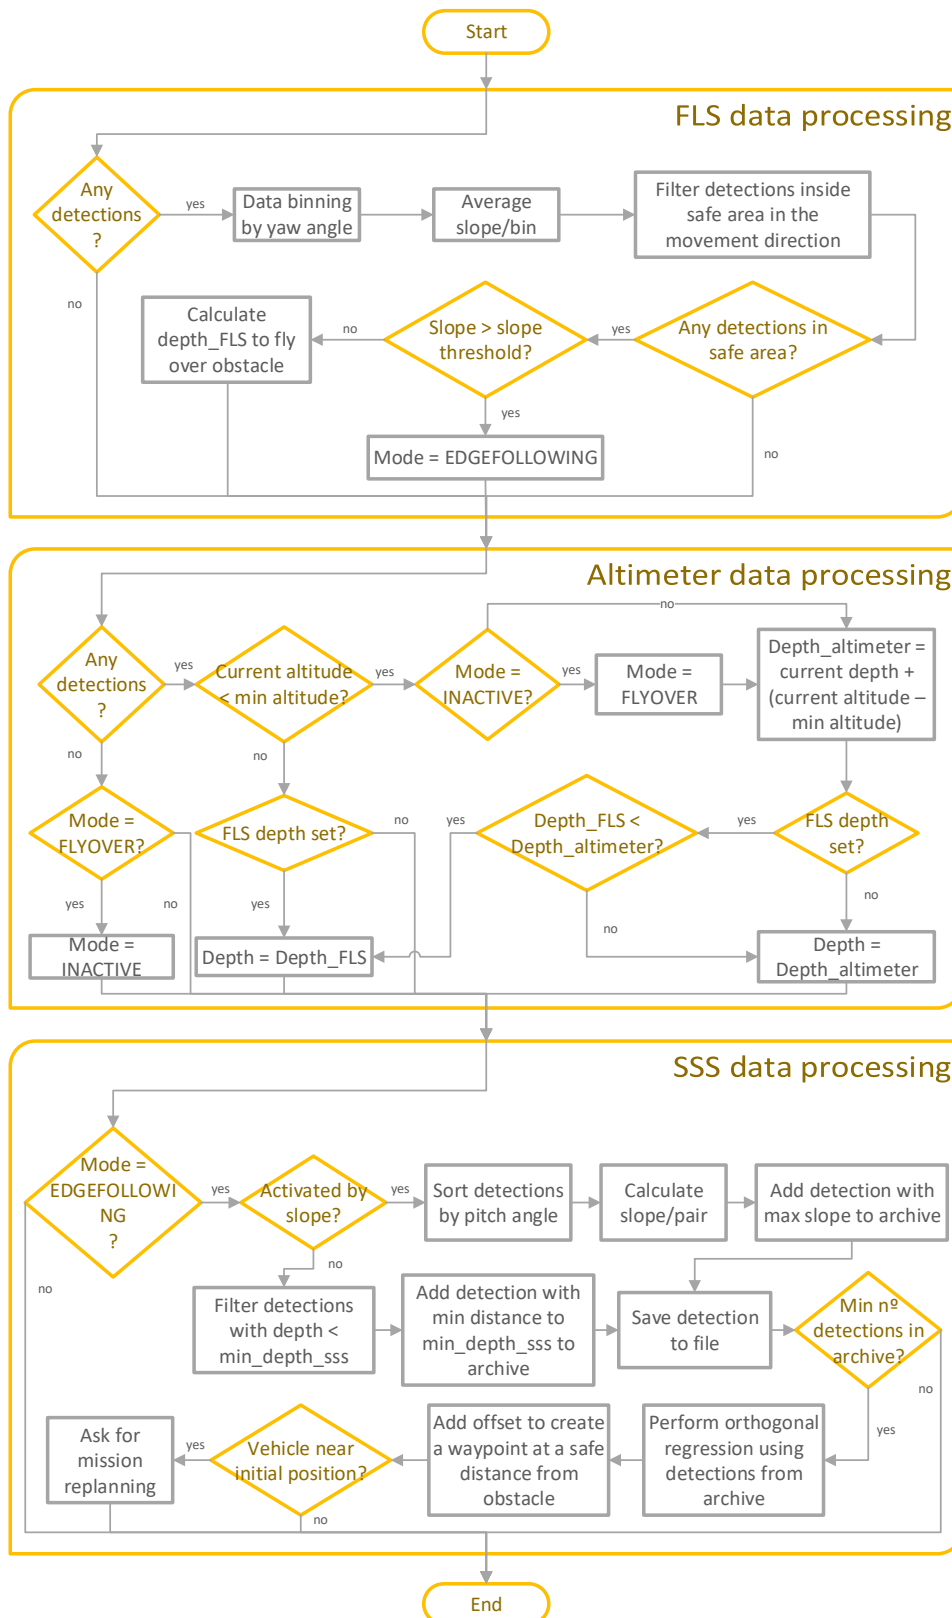 Start
FLS data processing
Any
detections
?
yes
Data binning
by yaw angle
Average
slope/bin
Filter detections inside
safe area in the
movement direction
no
Calculate
depth_FLS to fly
over obstacle
no
Slope > slope
threshold?
yes
Any detections in
safe area?
yes
no
Mode = EDGEFOLLOWING
Altimeter data processing
Any
detections
?
yes
Current altitude
< min altitude?
yes
Mode =
INACTIVE?
no
yes
Mode =
FLYOVER
Depth_altimeter =
current depth +
(current altitude –
min altitude)
no
no
Mode =
FLYOVER?
FLS depth set?
no
yes
Depth_FLS <
Depth_altimeter?
yes
FLS depth
set?
yes
no
yes
no
no
Mode =
INACTIVE
Depth = Depth_FLS
Depth =
Depth_altimeter
SSS data processing
Mode =
EDGEFOLLOWI
NG
?
yes
Activated by
slope?
yes
Sort detections
by pitch angle
Calculate
slope/pair
Add detection with
max slope to archive
no
no
Filter detections
with depth <
min_depth_sss
Add detection with
min distance to
min_depth_sss to
archive
Save detection
to file
Min nº
detections in
archive?
no
yes
Ask for
mission
replanning
yes
Vehicle near
initial position?
Add offset to create
a waypoint at a safe
distance from
obstacle
Perform orthogonal
regression using
detections from
archive
no
End